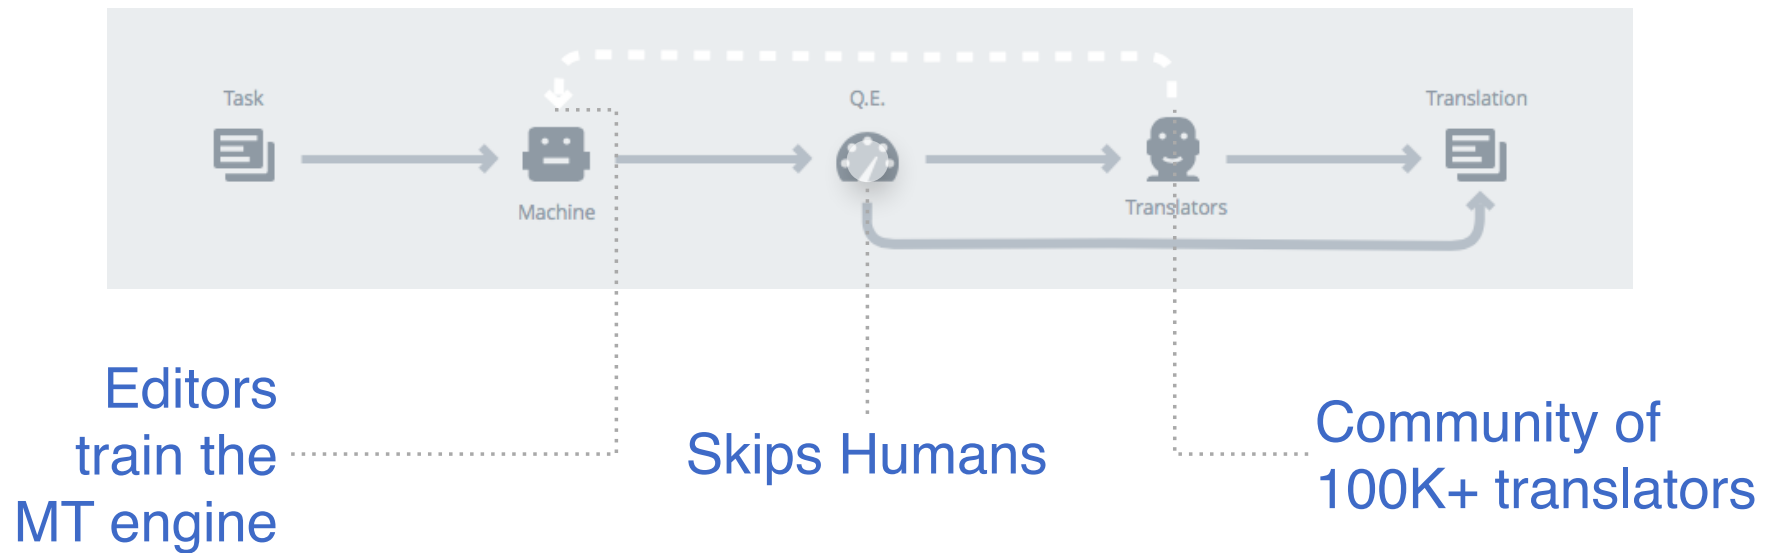 Task
Q.E.
Translation
Machine
Translators
Editors
train the
MT engine
Skips Humans
Community of
100K+ translators